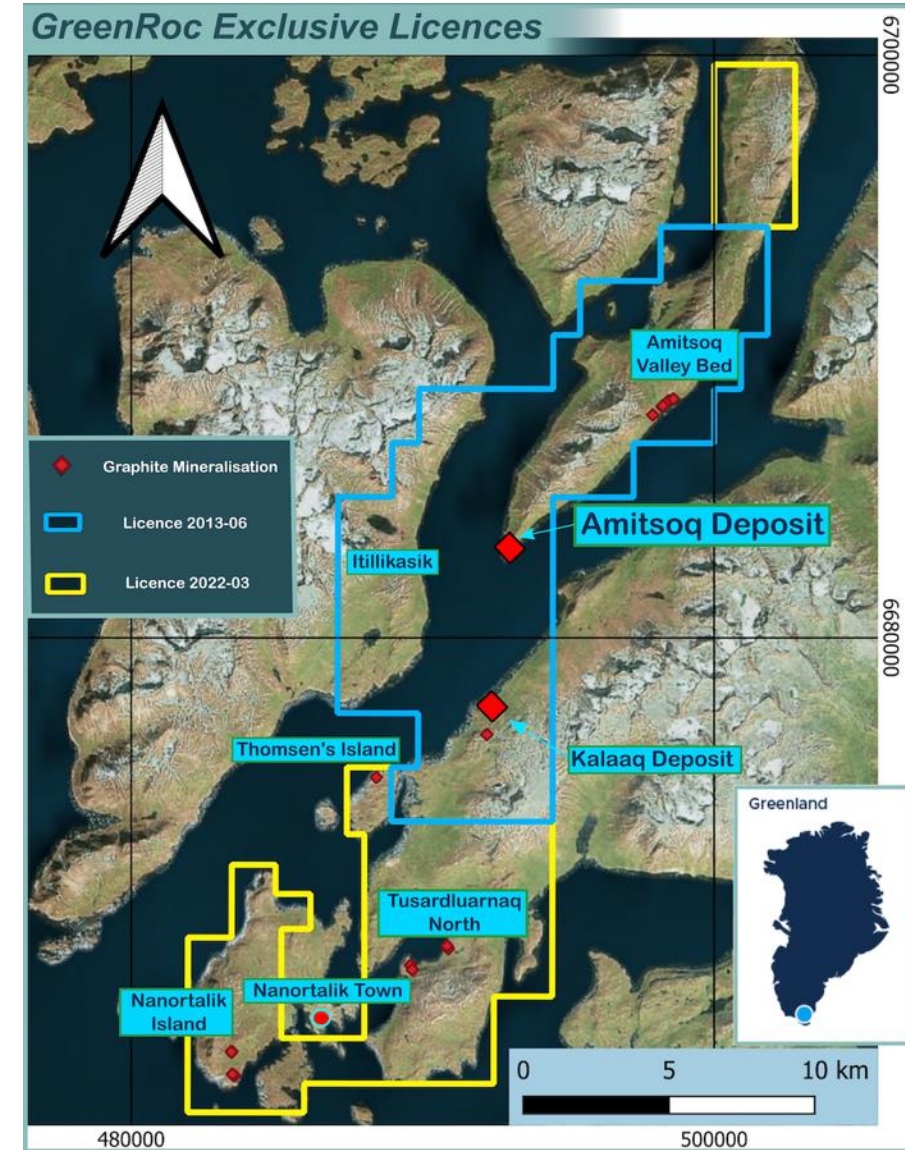 GreenRoc Exclusive Licences
6700000
Amitsoq
Valley Bed
Graphite Mineralisation
Licence 2013-06
Licence 2022-03
Amitsoq Deposit
Itillikasik
6680000
Thomsen's Island
Kalaaq Deposit
Greenland
Tusardluarnaq
North
Nanortalik Town
Nanortalik
Island
0 5 10 km
480000 500000